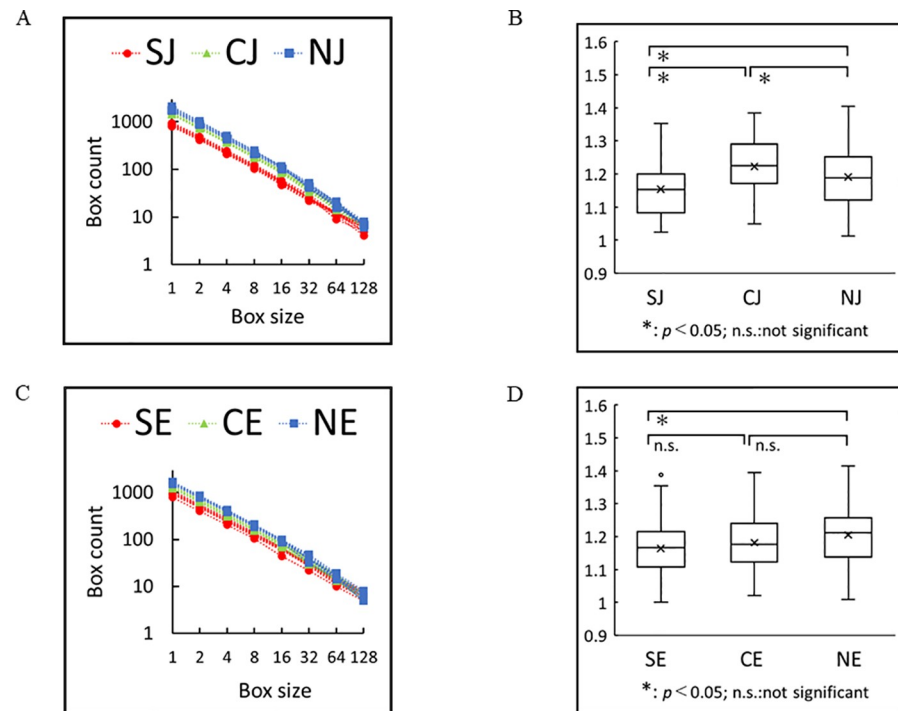 A
SJ CJ NJ
Box count
1000
100
10
1
1 2 4 8 16 32 64 128
Box size
B
1.6
1.5
1.4
1.3
1.2
1.1
1
0.9
*
* *
SJ CJ NJ
*: p<0.05; n.s.:not significant
C
SE CE NE
Box count
1000
100
10
1
1 2 4 8 16 32 64 128
Box size
D
1.6
1.5
1.4
1.3
1.2
1.1
1
0.9
*
n.s. n.s.
SE CE NE
*: p<0.05; n.s.:not significant